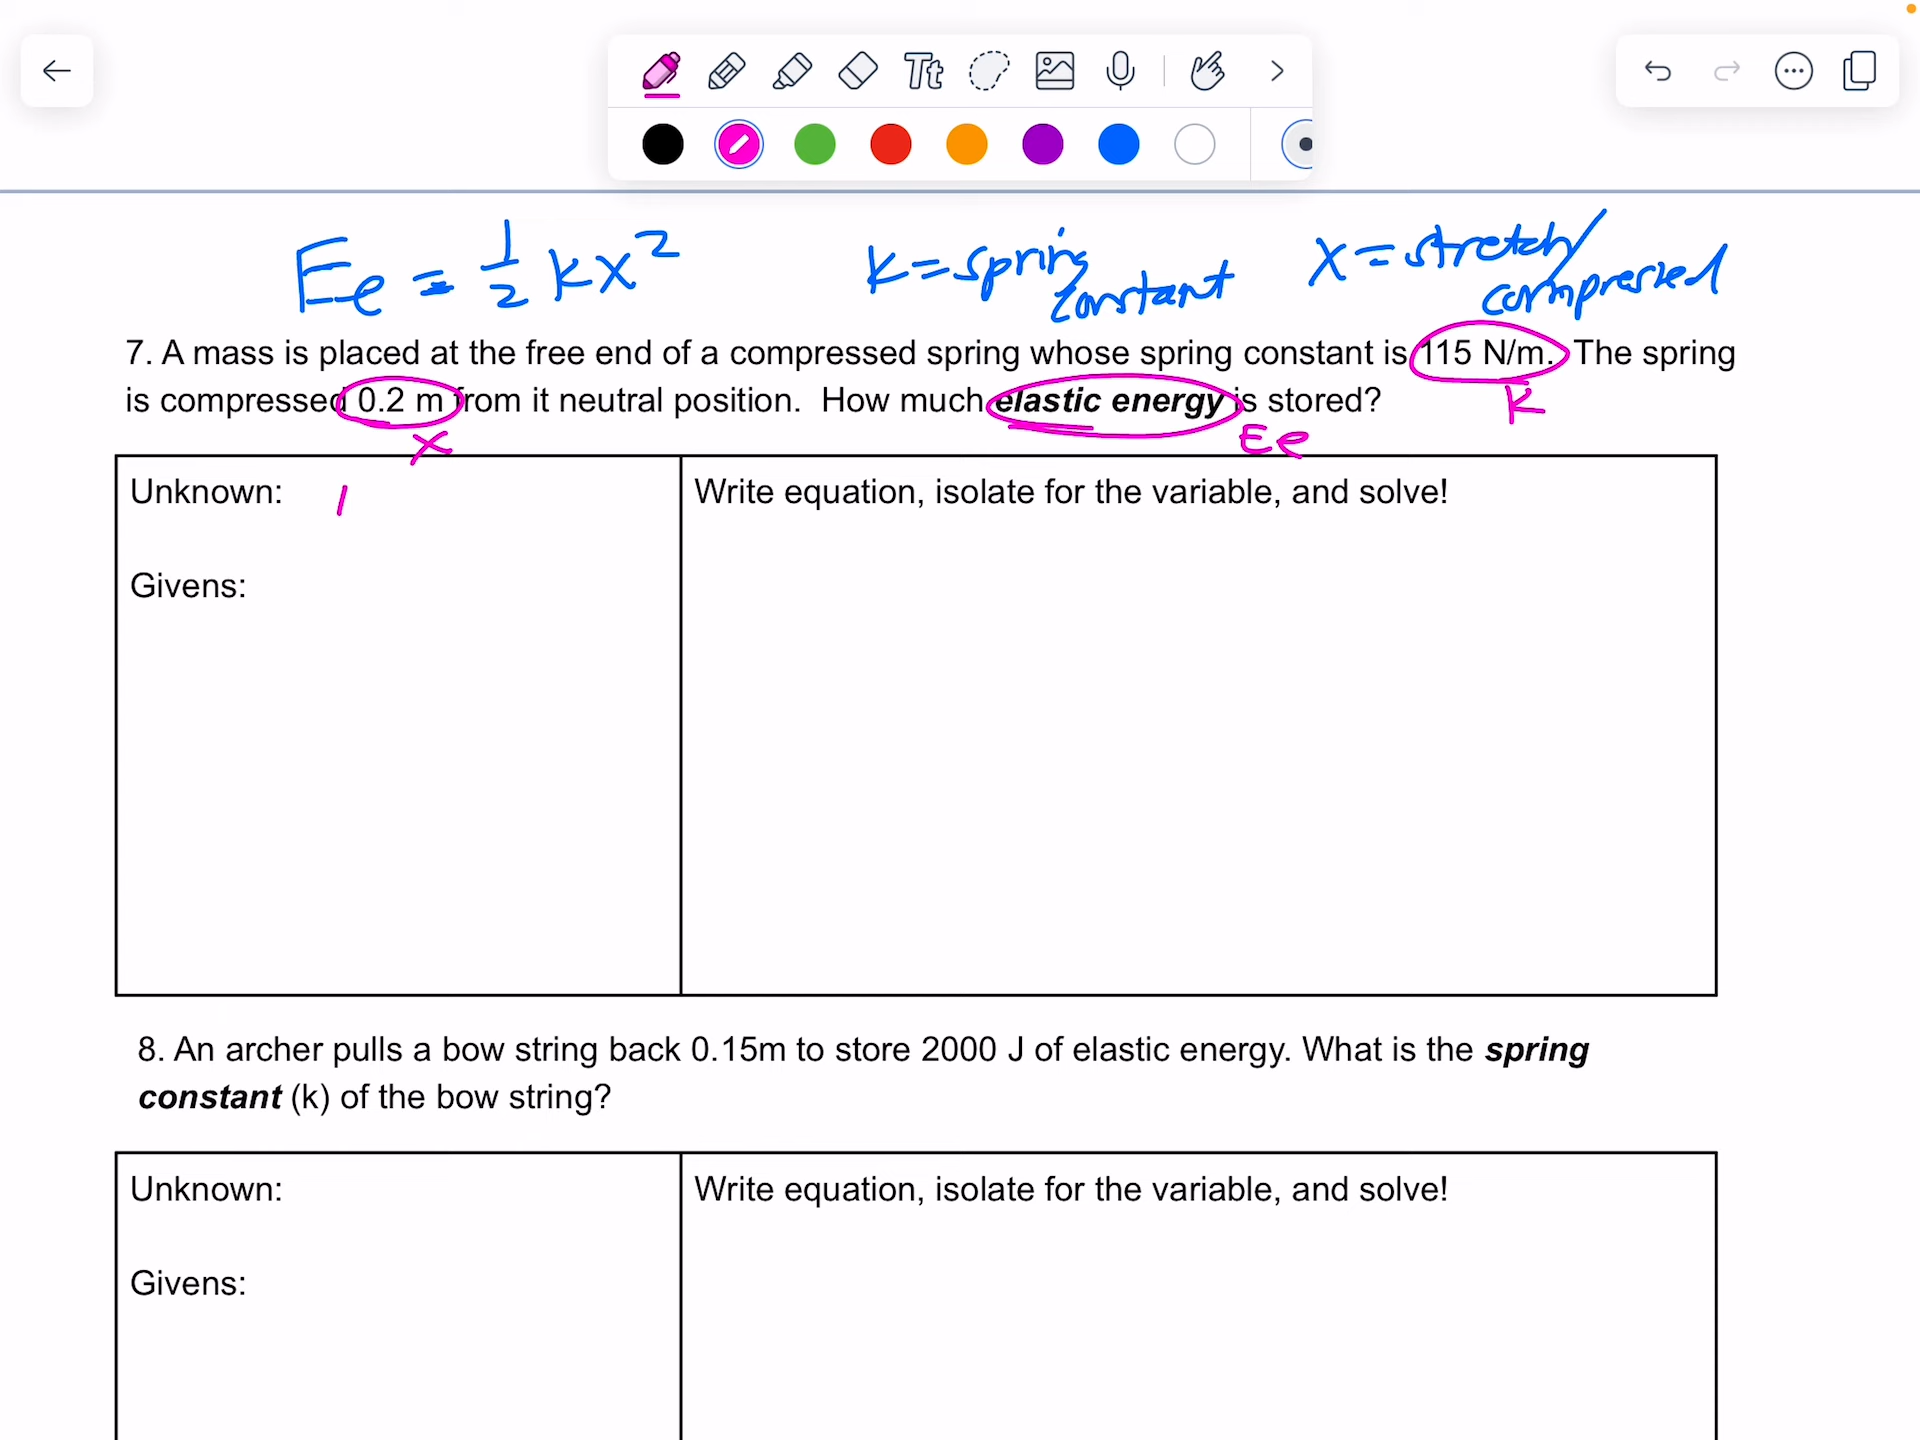 Tt
Ee = 1/2 kx² k = spring constant x = stretch/ compressed
7. A mass is placed at the free end of a compressed spring whose spring constant is 115 N/m. The spring
is compressed 0.2 m from it neutral position. How much elastic energy is stored?
K
x
Ee
Unknown:
Write equation, isolate for the variable, and solve!
Givens:
8. An archer pulls a bow string back 0.15m to store 2000 J of elastic energy. What is the spring
constant (k) of the bow string?
Unknown:
Write equation, isolate for the variable, and solve!
Givens: